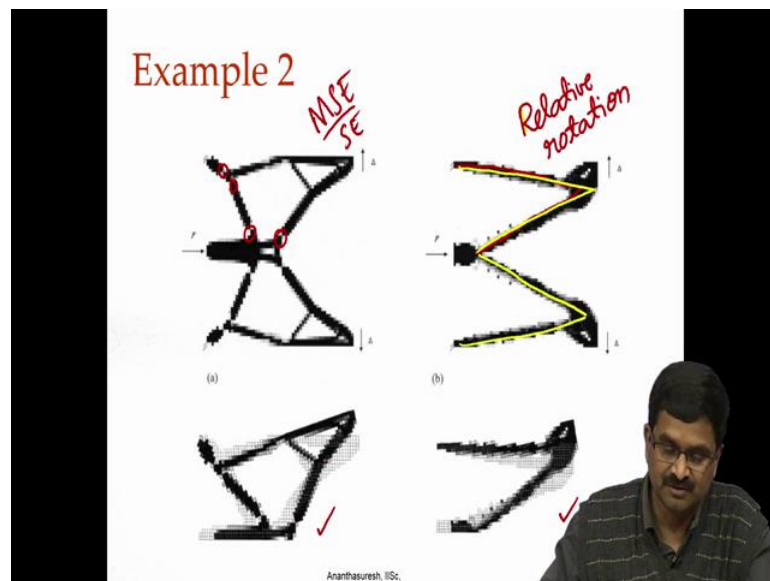 Example 2
MSE
SE
Relative
rotation
Δ
Δ
F
F
Δ
Δ
(a)
(b)
Ananthasuresh, IISc,